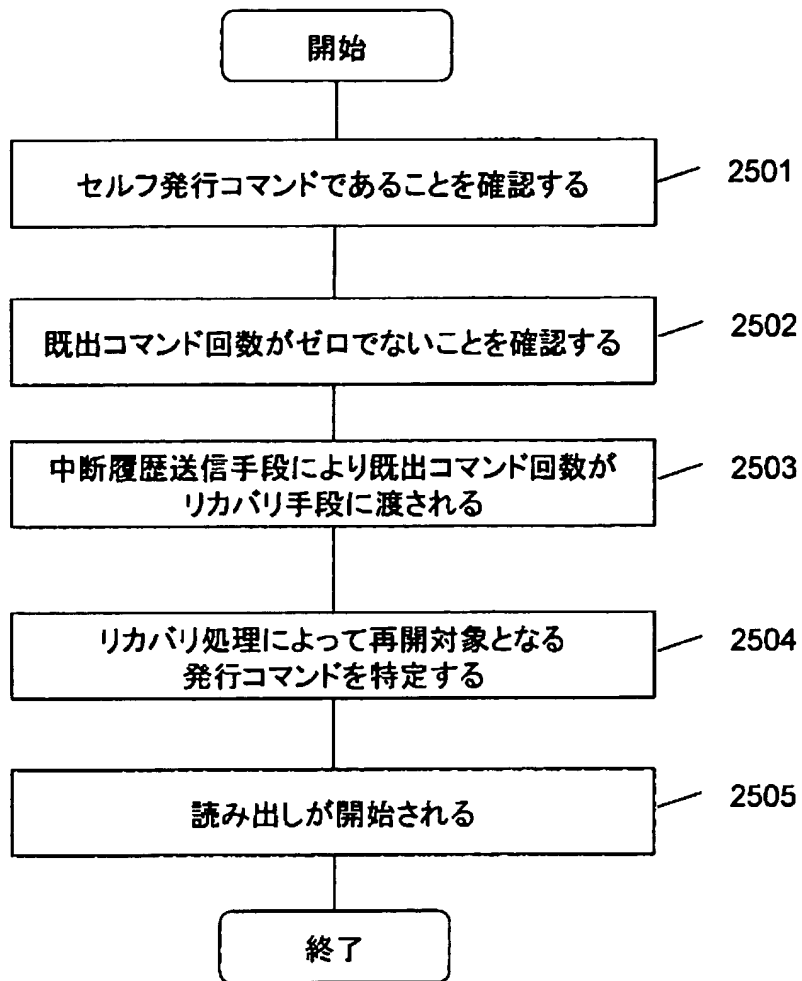 開始
セルフ発行コマンドであることを確認する
2501
既出コマンド回数がゼロでないことを確認する
2502
中断履歴送信手段により既出コマンド回数が
リカバリ手段に渡される
2503
リカバリ処理によって再開対象となる
発行コマンドを特定する
2504
読み出しが開始される
2505
終了